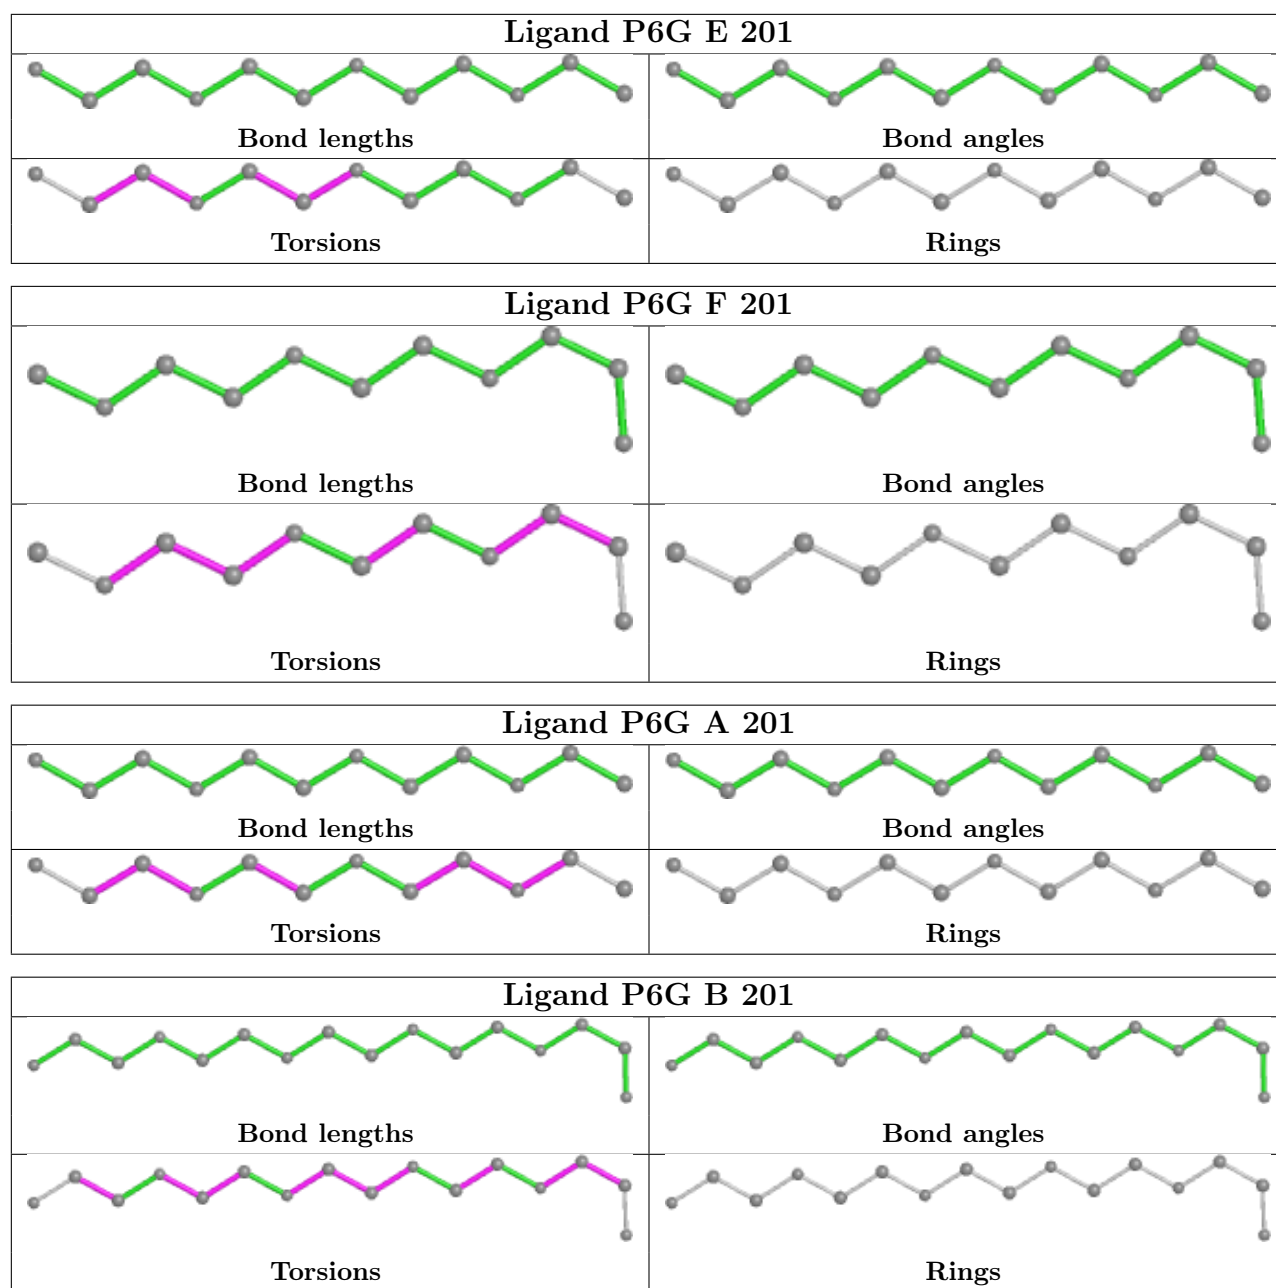 Ligand P6G E 201
Bond lengths Bond angles
Torsions Rings
Ligand P6G F 201
Bond lengths Bond angles
Torsions Rings
Ligand P6G A 201
Bond lengths Bond angles
Torsions Rings
Ligand P6G B 201
Bond lengths Bond angles
Torsions Rings